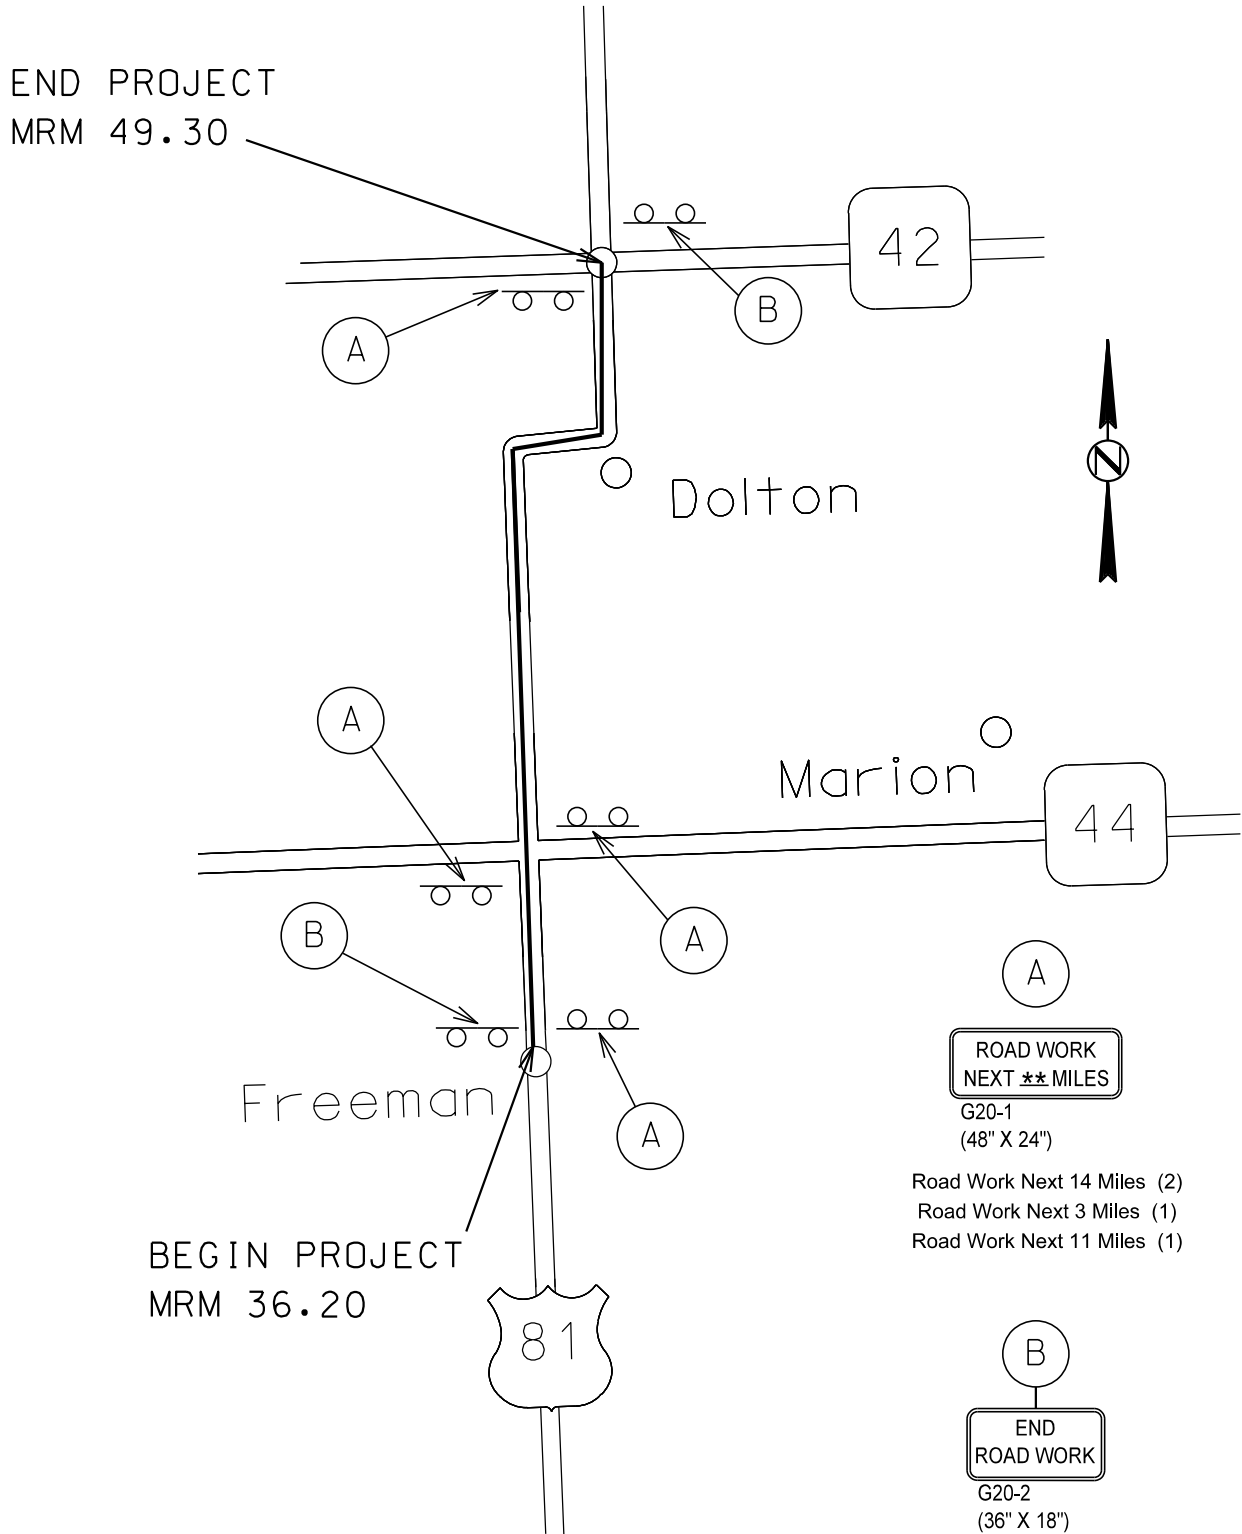 END PROJECT
MRM 49.30
42
B
A
N
Dolton
A
Marion
44
B
A
A
ROAD WORK
NEXT ** MILES
G20-1
(48" X 24")
Freeman
A
Road Work Next 14 Miles (2)
Road Work Next 3 Miles (1)
Road Work Next 11 Miles (1)
BEGIN PROJECT
MRM 36.20
81
B
END
ROAD WORK
G20-2
(36" X 18")